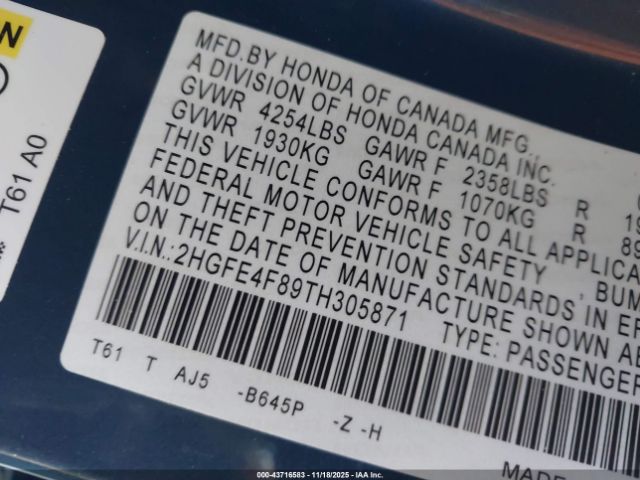 N
T61 A0
MFD.BY HONDA OF CANADA MFG.
A DIVISION OF HONDA CANADA INC.
GVWR 4254LBS GAWR F 2358LBS R 19
GVWR 1930KG GAWR F 1070KG R 89
THIS VEHICLE CONFORMS TO ALL APPLICA
FEDERAL MOTOR VEHICLE SAFETY BUM
AND THEFT PREVENTION STANDARDS IN EF
ON THE DATE OF MANUFACTURE SHOWN AB
V.I.N.:2HGFE4F89TH305871 TYPE: PASSENGER
T61 T AJ5 -B645P -Z -H
MADE
000-43716583 | 11/18/2025 | IAA Inc.